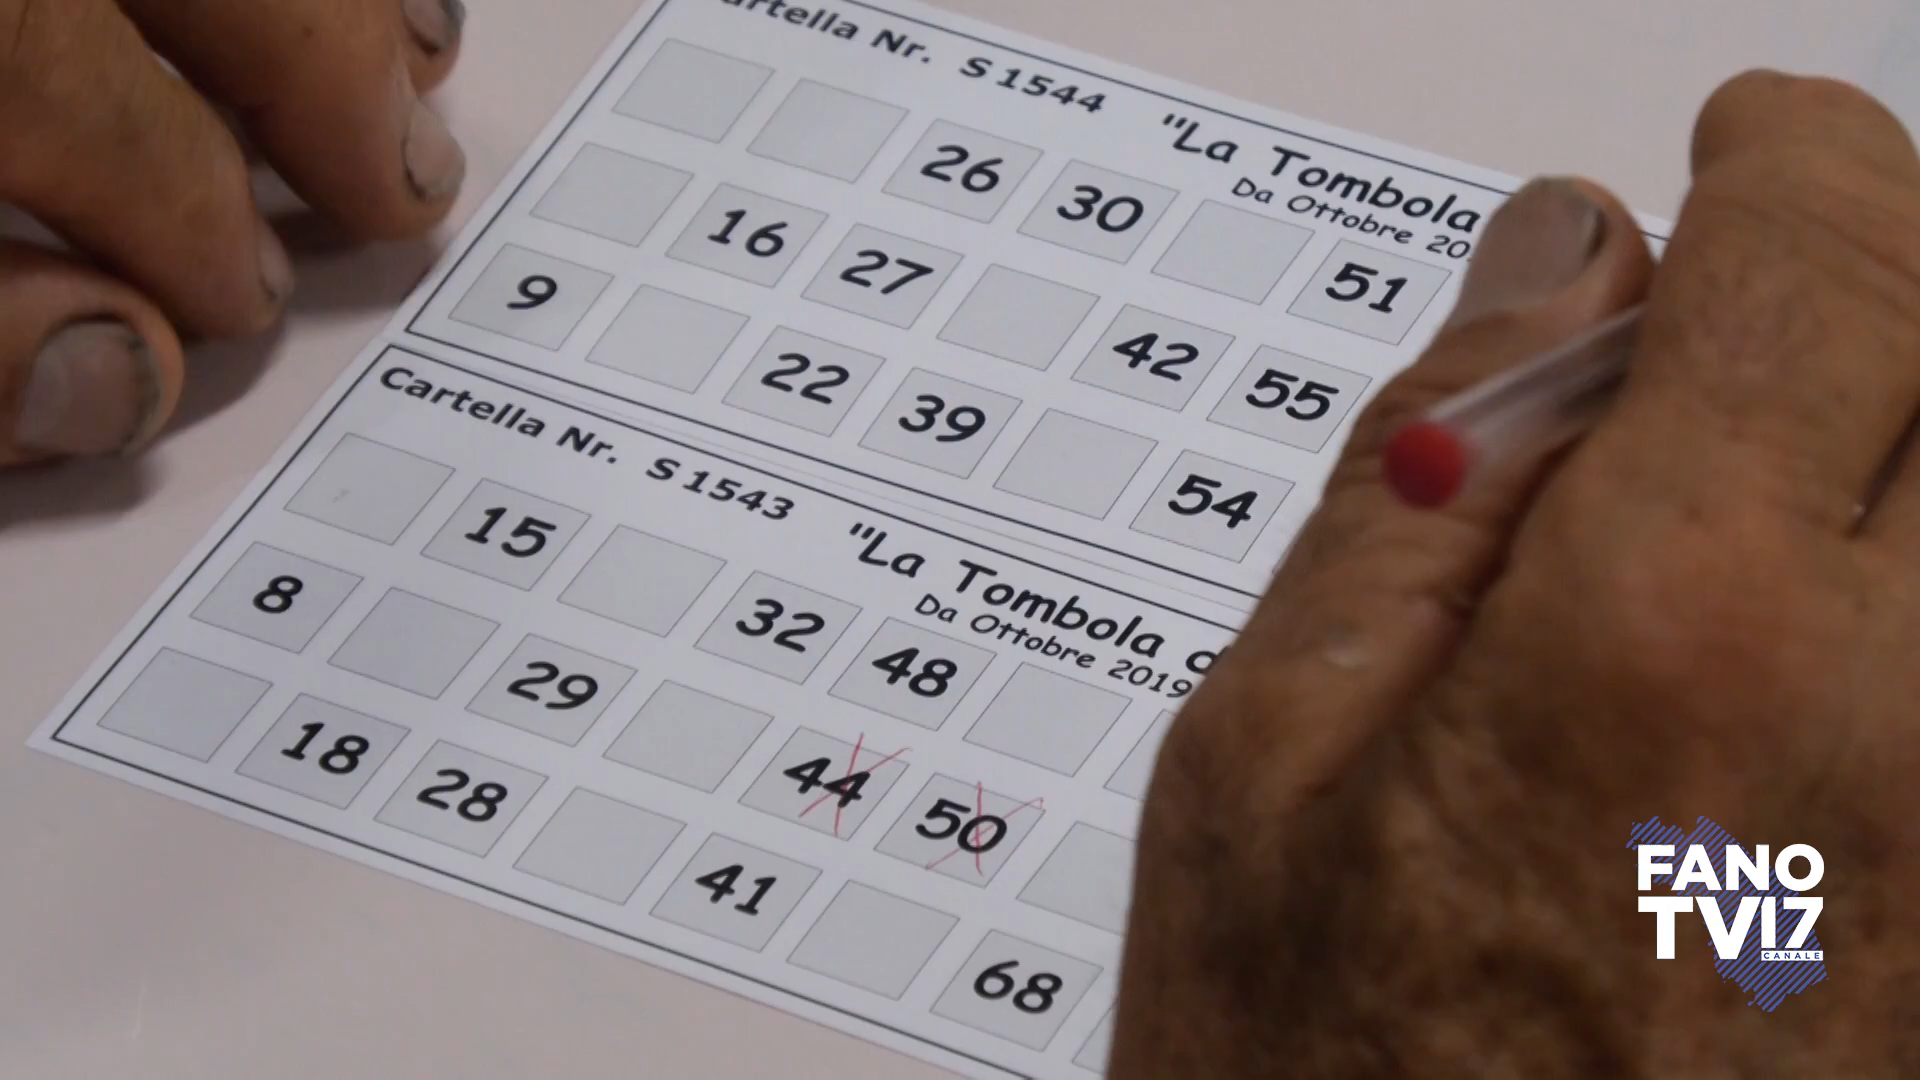 Cartella Nr. S1544 "La Tombola
Da Ottobre
26 30 51
16 27 42 55
9 22 39 54
Cartella Nr. S1543 "La Tombola
Da Ottobre 2019
15 32 48
8 29 44 50
18 28 41 68
FANO
TV17
CANALE